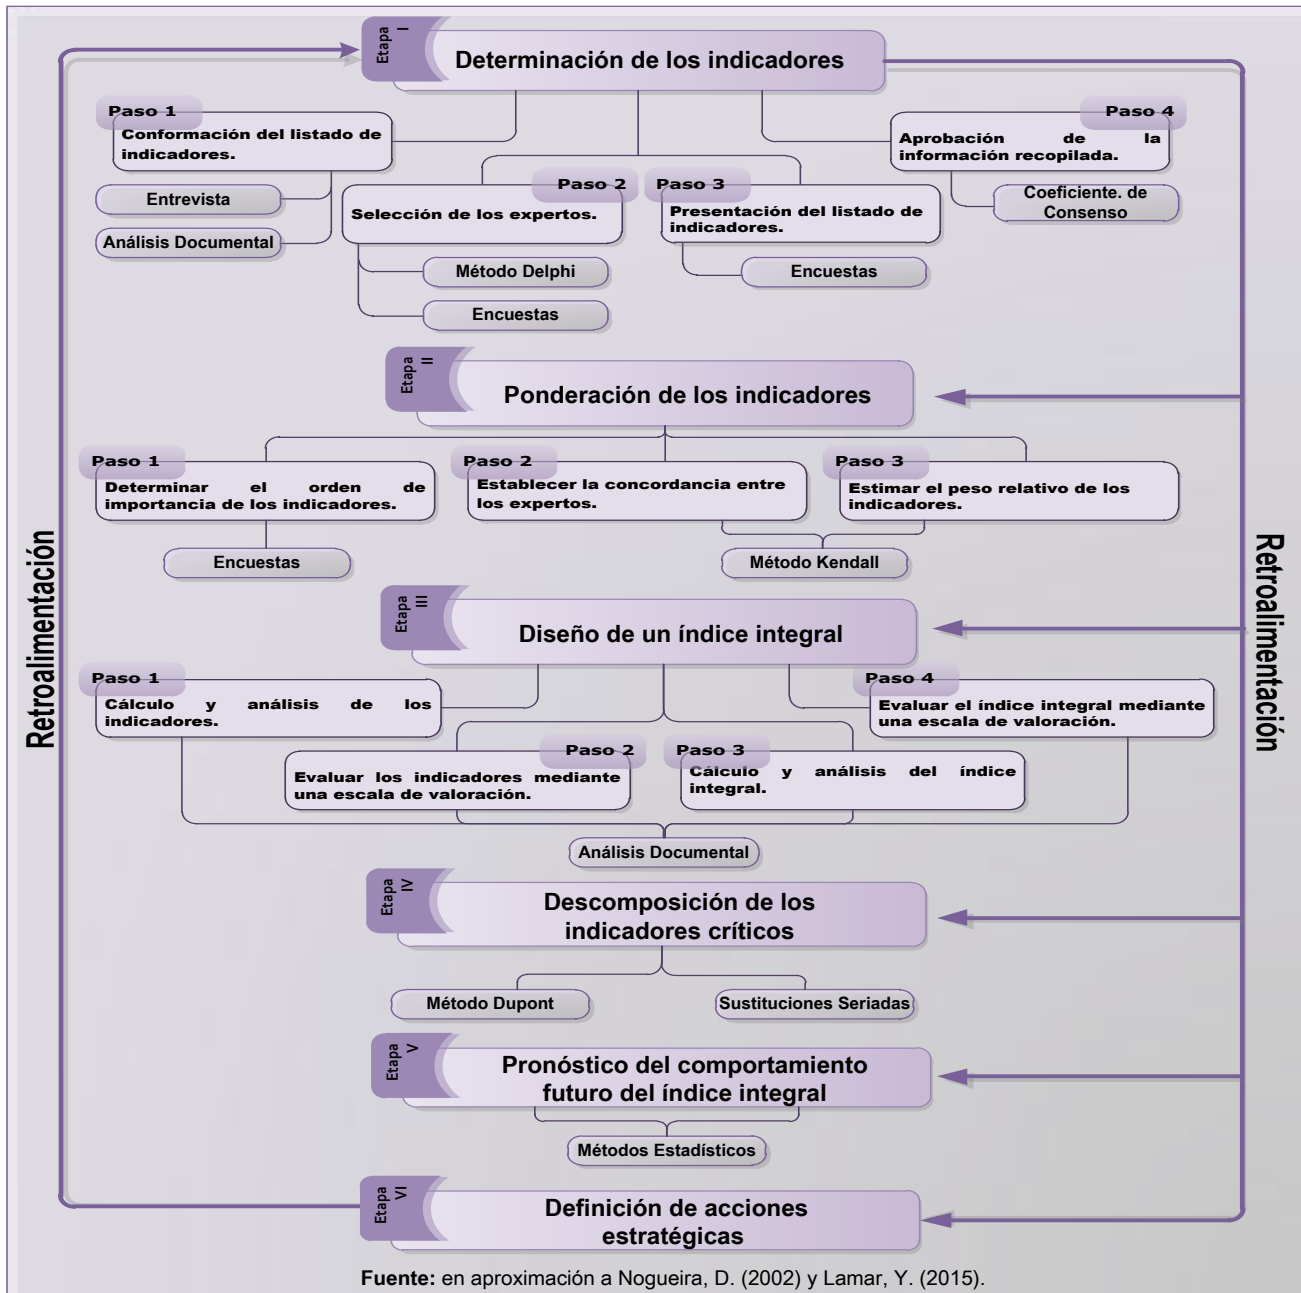 Etapa
I
Determinación de los indicadores
Paso 1
Conformación del listado de
indicadores.
Entrevista
Análisis Documental
Paso 2
Selección de los expertos.
Método Delphi
Encuestas
Paso 3
Presentación del listado de
indicadores.
Encuestas
Paso 4
Aprobación de la
información recopilada.
Coeficiente. de
Consenso
Etapa
II
Ponderación de los indicadores
Paso 1
Determinar el orden de
importancia de los indicadores.
Encuestas
Paso 2
Establecer la concordancia entre
los expertos.
Paso 3
Estimar el peso relativo de los
indicadores.
Método Kendall
Retroalimentación
Retroalimentación
Etapa
III
Diseño de un índice integral
Paso 1
Cálculo y análisis de los
indicadores.
Paso 2
Evaluar los indicadores mediante
una escala de valoración.
Paso 3
Cálculo y análisis del índice
integral.
Paso 4
Evaluar el índice integral mediante
una escala de valoración.
Análisis Documental
Etapa
IV
Descomposición de los
indicadores críticos
Método Dupont
Sustituciones Seriadas
Etapa
V
Pronóstico del comportamiento
futuro del índice integral
Métodos Estadísticos
Etapa
VI
Definición de acciones
estratégicas
Fuente: en aproximación a Nogueira, D. (2002) y Lamar, Y. (2015).